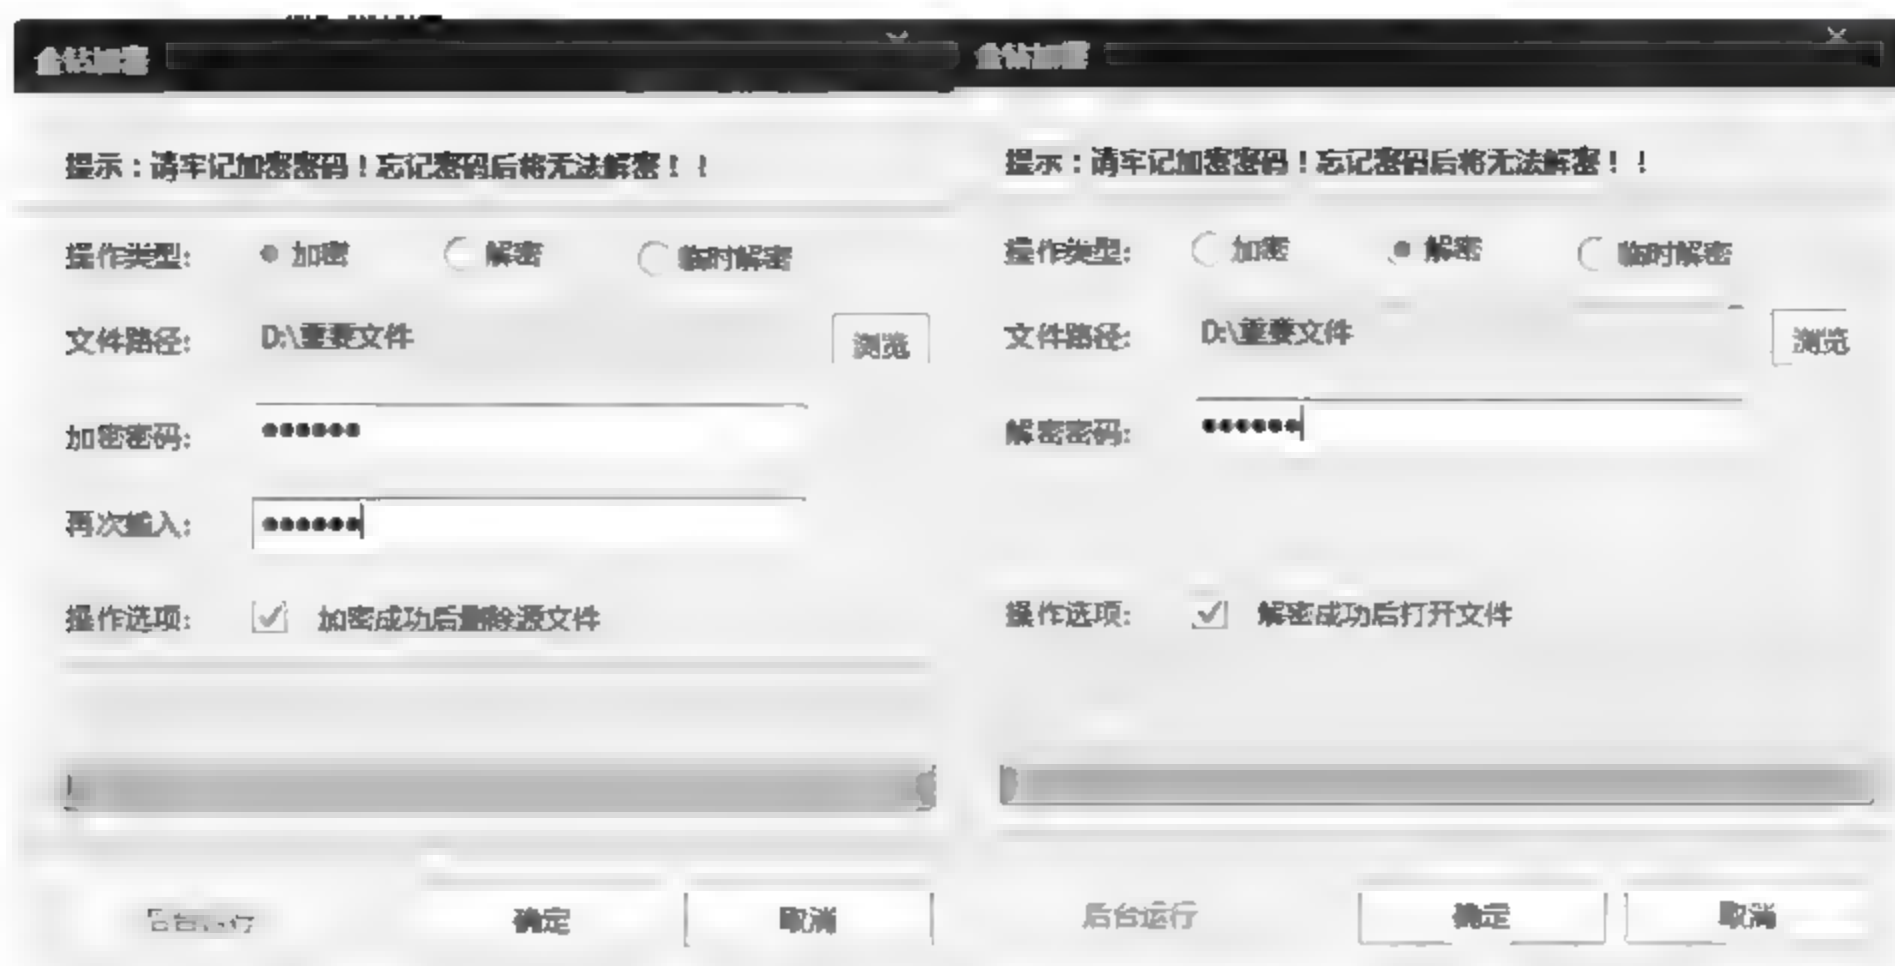 金钻加密
提示：请牢记加密密码！忘记密码后将无法解密！！
操作类型: 加密 解密 临时解密
文件路径: D:\重要文件 浏览
加密密码: ●●●●●●
再次输入: ●●●●●●
操作选项: 加密成功后删除源文件
后台运行 确定 取消
金钻加密
提示：请牢记加密密码！忘记密码后将无法解密！！
操作类型: 加密 解密 临时解密
文件路径: D:\重要文件 浏览
解密密码: ●●●●●●
操作选项: 解密成功后打开文件
后台运行 确定 取消